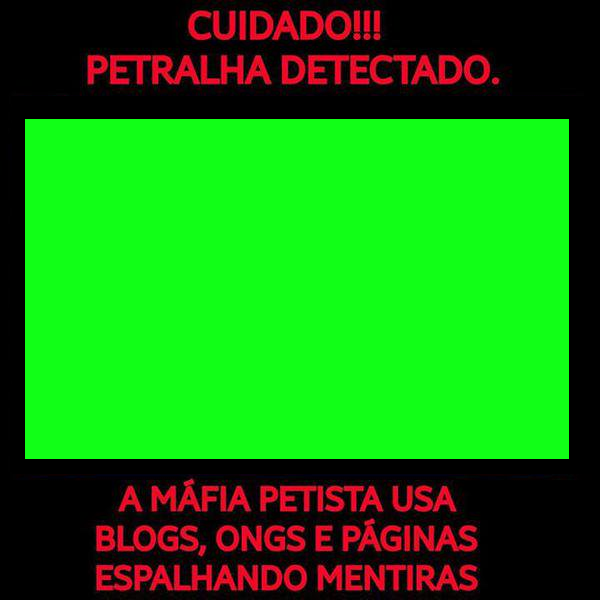 CUIDADO!!!
PETRALHA DETECTADO.
A MÁFIA PETISTA USA
BLOGS, ONGS E PÁGINAS
ESPALHANDO MENTIRAS